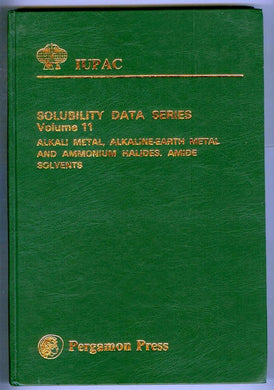 IUPAC
SOLUBILITY DATA SERIES
Volume 11
ALKALI METAL, ALKALINE-EARTH METAL
AND AMMONIUM HALIDES. AMIDE
SOLVENTS
Pergamon Press